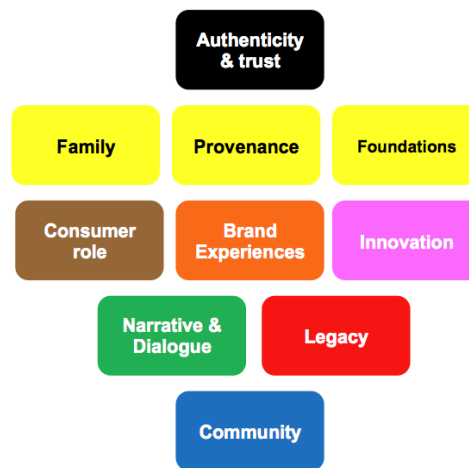 Authenticity
& trust
Family
Provenance
Foundations
Consumer
role
Brand
Experiences
Innovation
Narrative &
Dialogue
Legacy
Community